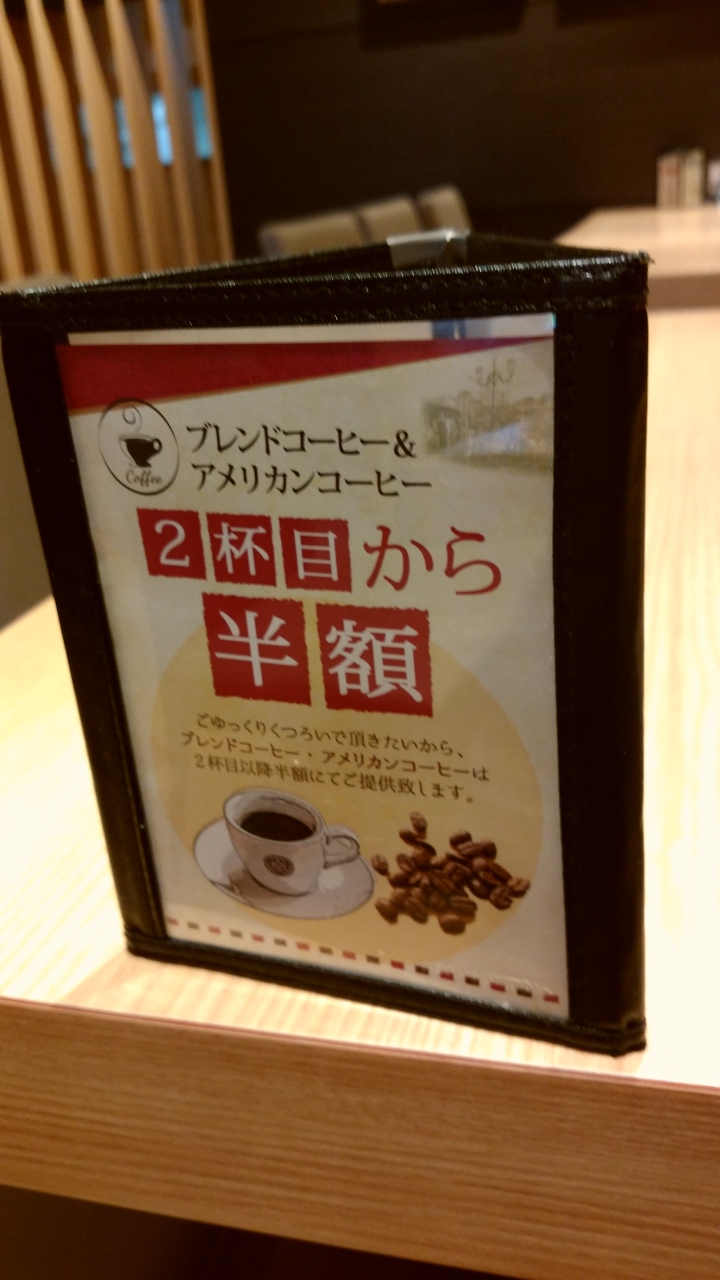 Coffee
ブレンドコーヒー&
アメリカンコーヒー
2杯目から
半額
ごゆっくりくつろいで頂きたいから、
ブレンドコーヒー・アメリカンコーヒーは
2杯目以降半額にてご提供致します。